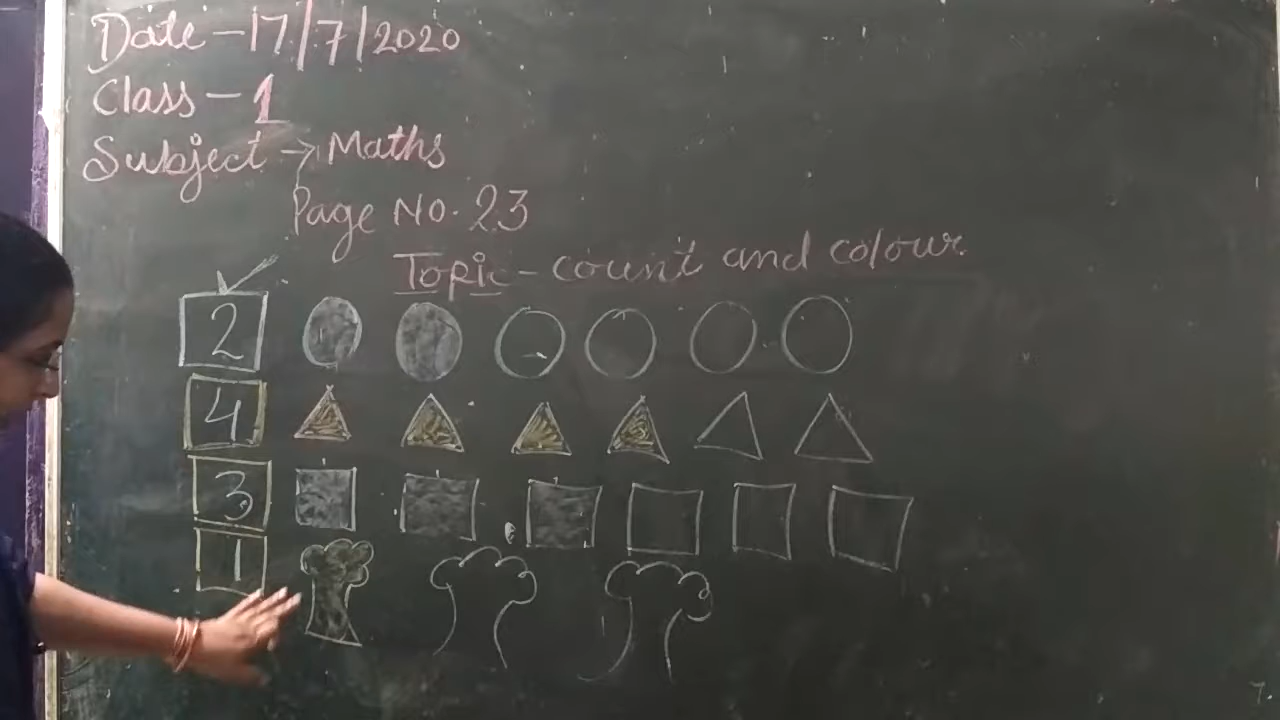 Date - 17/7/2020
Class - 1
Subject → Maths
Page No. 23
Topic - count and colour
2
4
3
1